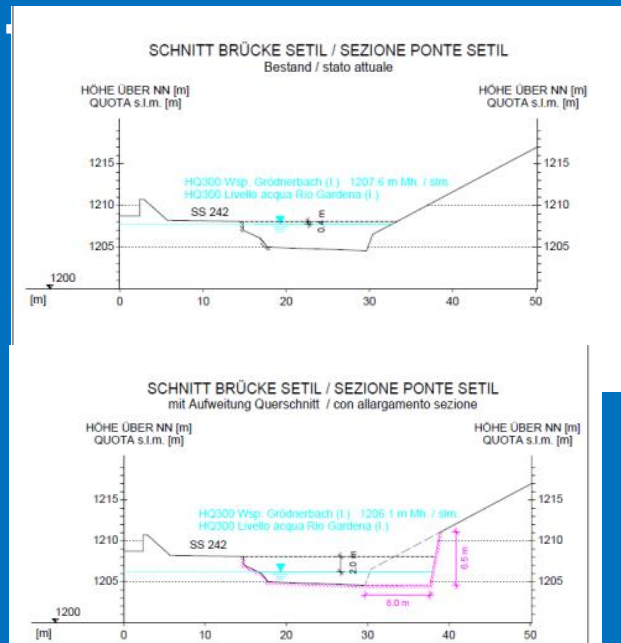 SCHNITT BRÜCKE SETIL / SEZIONE PONTE SETIL
Bestand / stato attuale
HÖHE ÜBER NN [m]
QUOTA s.l.m. [m]
HÖHE ÜBER NN [m]
QUOTA s.l.m. [m]
1215
1215
HQ300 Wsp. Grödnerbach (l.) 1207.6 m Mh. / slm.
HQ300 Livello acqua Rio Gardena (l.)
1210
1210
SS 242
0.4 m
1205
1205
1200
[m]
0
10
20
30
40
50
SCHNITT BRÜCKE SETIL / SEZIONE PONTE SETIL
mit Aufweitung Querschnitt / con allargamento sezione
HÖHE ÜBER NN [m]
QUOTA s.l.m. [m]
HÖHE ÜBER NN [m]
QUOTA s.l.m. [m]
1215
1215
HQ300 Wsp. Grödnerbach (l.) 1206.1 m Mh. / slm.
HQ300 Livello acqua Rio Gardena (l.)
1210
1210
SS 242
2.0 m
6.5 m
1205
1205
8.0 m
1200
[m]
0
10
20
30
40
50